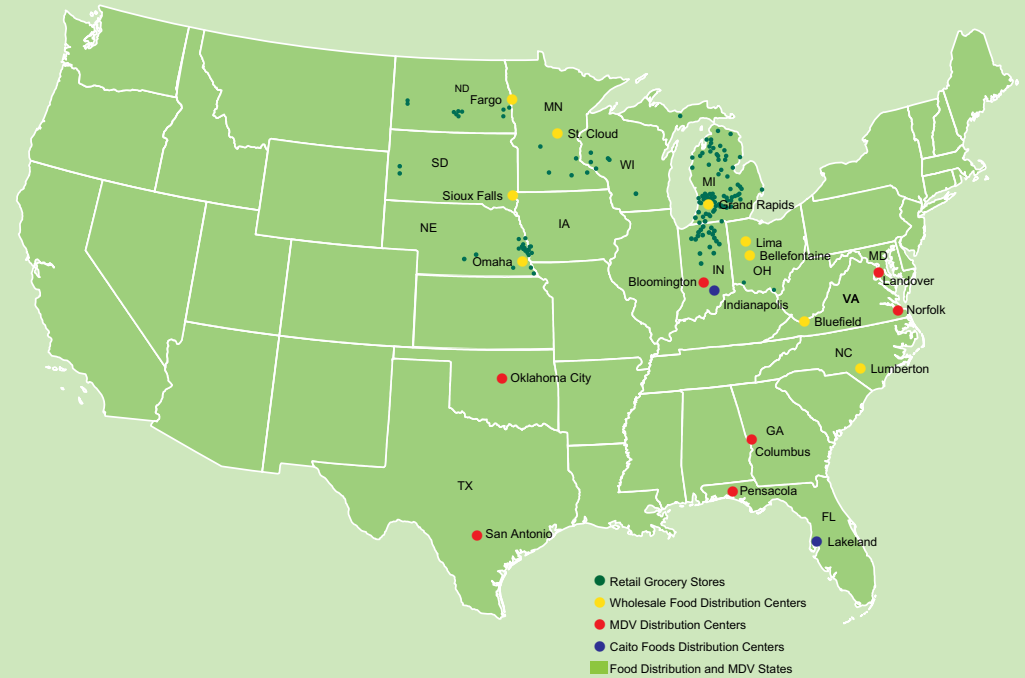 ND
Fargo
MN
St. Cloud
SD
WI
MI
Sioux Falls
Grand Rapids
NE
IA
Lima
Omaha
Bellefontaine
MD
IN
OH
Bloomington
Landover
Indianapolis
VA
Norfolk
Bluefield
NC
Lumberton
Oklahoma City
GA
Columbus
TX
Pensacola
FL
San Antonio
Lakeland
Retail Grocery Stores
Wholesale Food Distribution Centers
MDV Distribution Centers
Caito Foods Distribution Centers
Food Distribution and MDV States